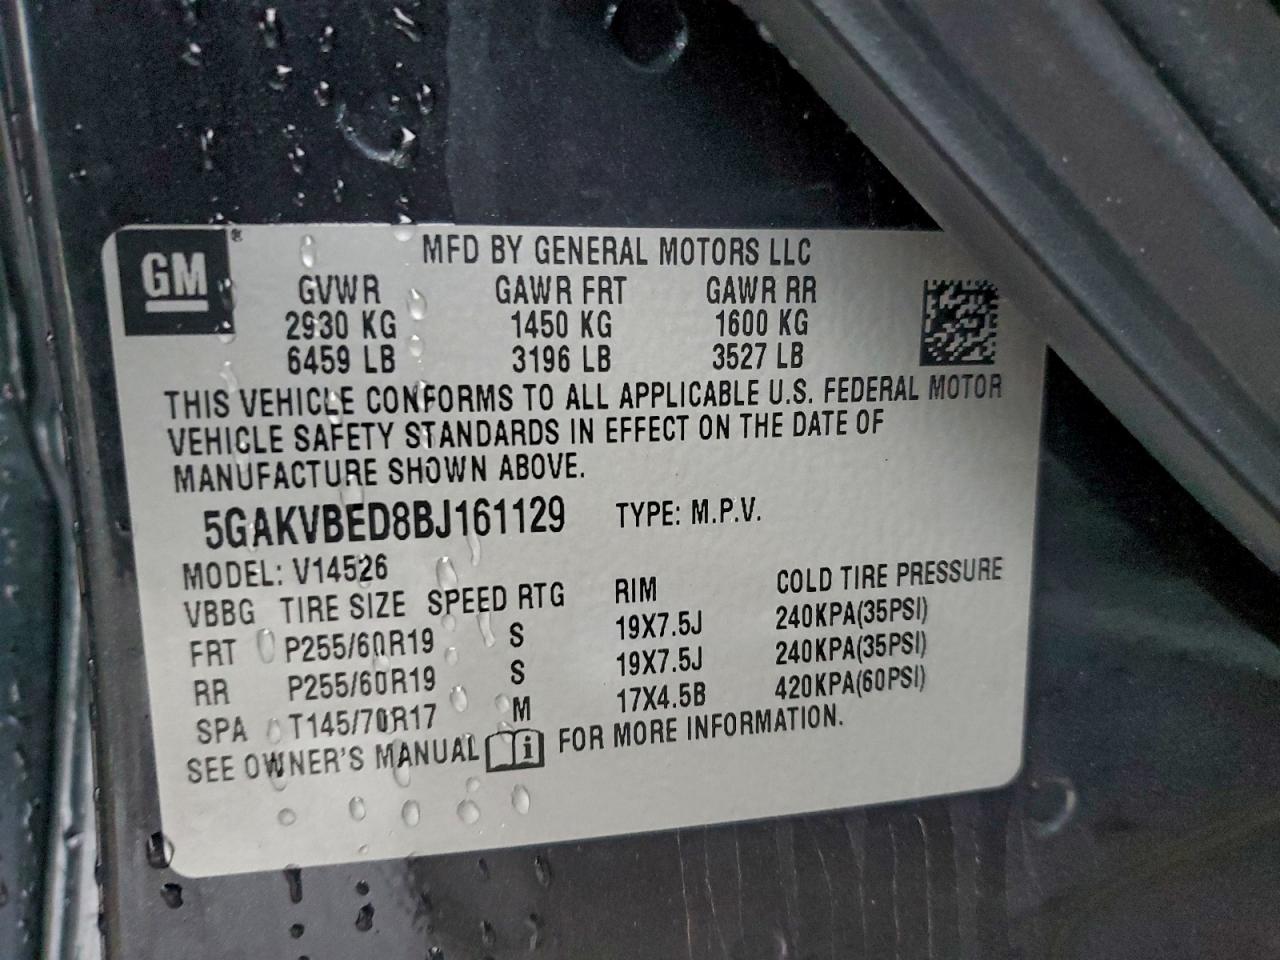 GM®
MFD BY GENERAL MOTORS LLC
GVWR GAWR FRT GAWR RR
2930 KG 1450 KG 1600 KG
6459 LB 3196 LB 3527 LB
THIS VEHICLE CONFORMS TO ALL APPLICABLE U.S. FEDERAL MOTOR
VEHICLE SAFETY STANDARDS IN EFFECT ON THE DATE OF
MANUFACTURE SHOWN ABOVE.
5GAKVBED8BJ161129 TYPE: M.P.V.
MODEL: V14526
VBBG TIRE SIZE SPEED RTG RIM COLD TIRE PRESSURE
FRT P255/60R19 S 19X7.5J 240KPA(35PSI)
RR P255/60R19 S 19X7.5J 240KPA(35PSI)
SPA T145/70R17 M 17X4.5B 420KPA(60PSI)
SEE OWNER'S MANUAL i FOR MORE INFORMATION.